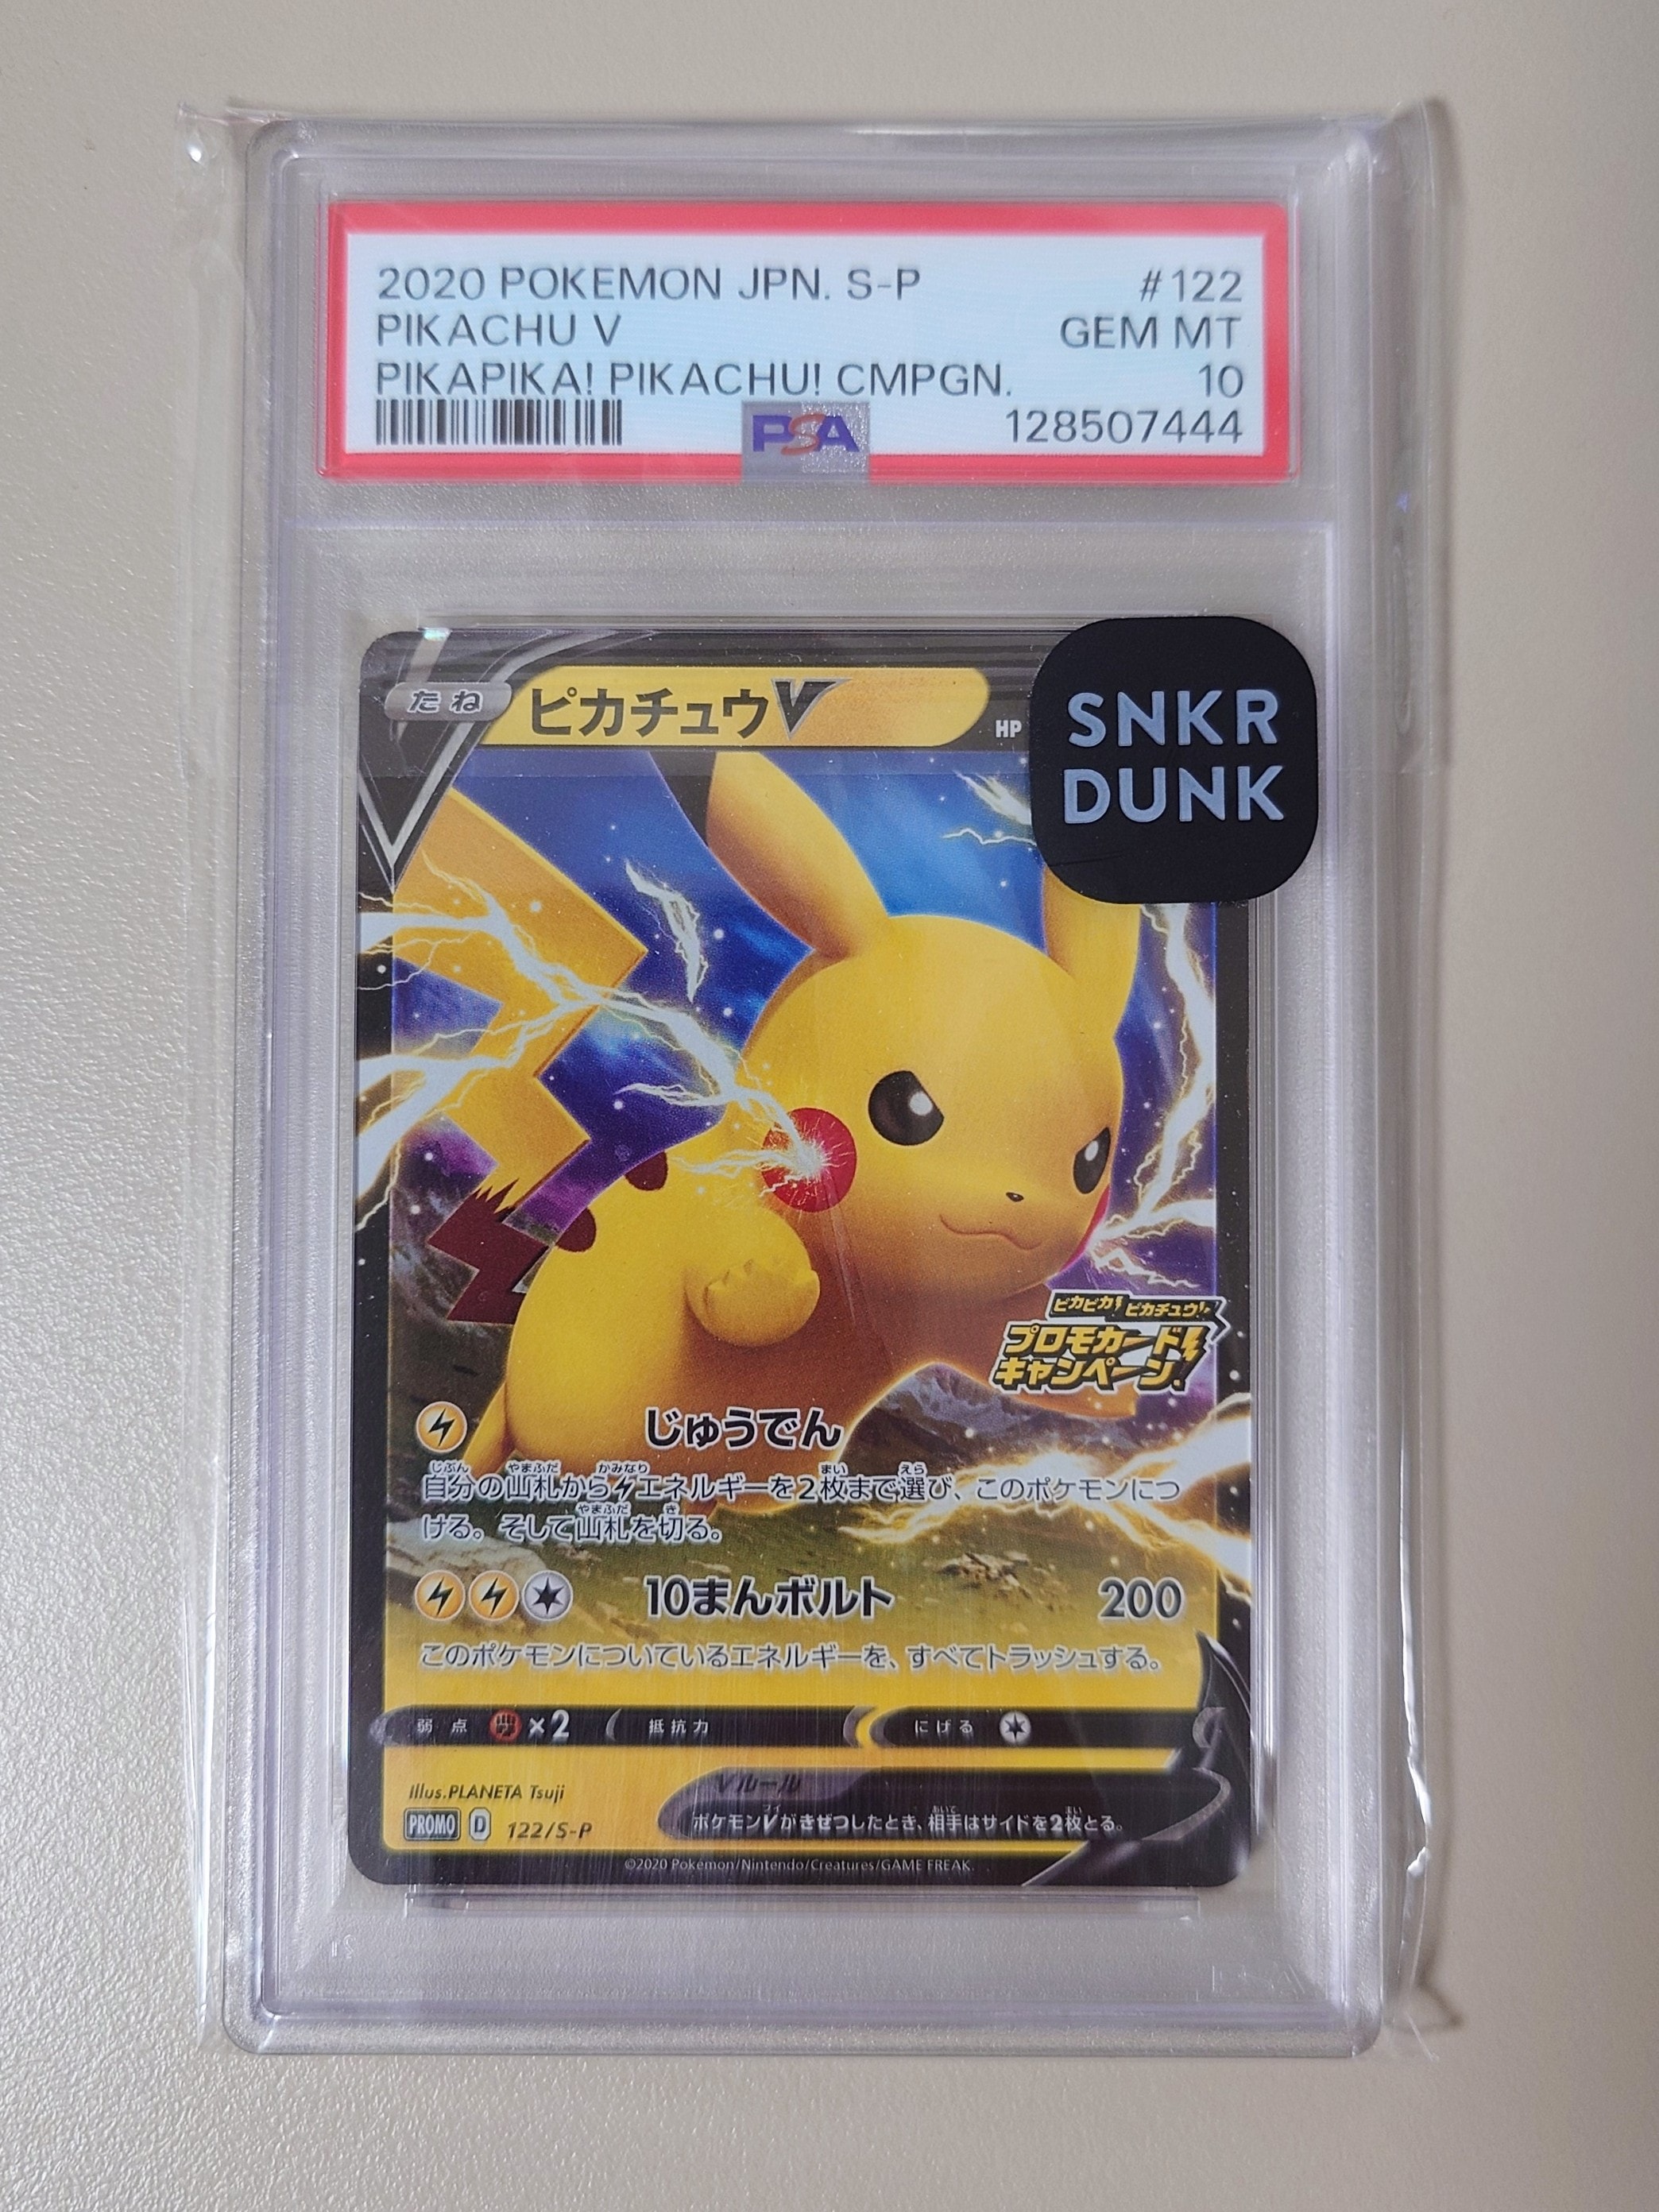 2020 POKEMON JPN. S-P #122
PIKACHU V GEM MT
PIKAPIKA! PIKACHU! CMPGN. 10
PSA 128507444
たね ピカチュウV HP
SNKR
DUNK
ピカピカ! ピカチュウ!
プロモカード
キャンペーン!
じゅうでん
自分の山札からエネルギーを2枚まで選び、このポケモンにつ
ける。そして山札を切る。
10まんボルト 200
このポケモンについているエネルギーを、すべてトラッシュする。
弱点 ×2 抵抗力 にげる
Illus.PLANETA Tsuji
Vルール
PROMO D 122/S-P
ポケモンVがきぜつしたとき、相手はサイドを2枚とる。
©2020 Pokémon/Nintendo/Creatures/GAME FREAK.